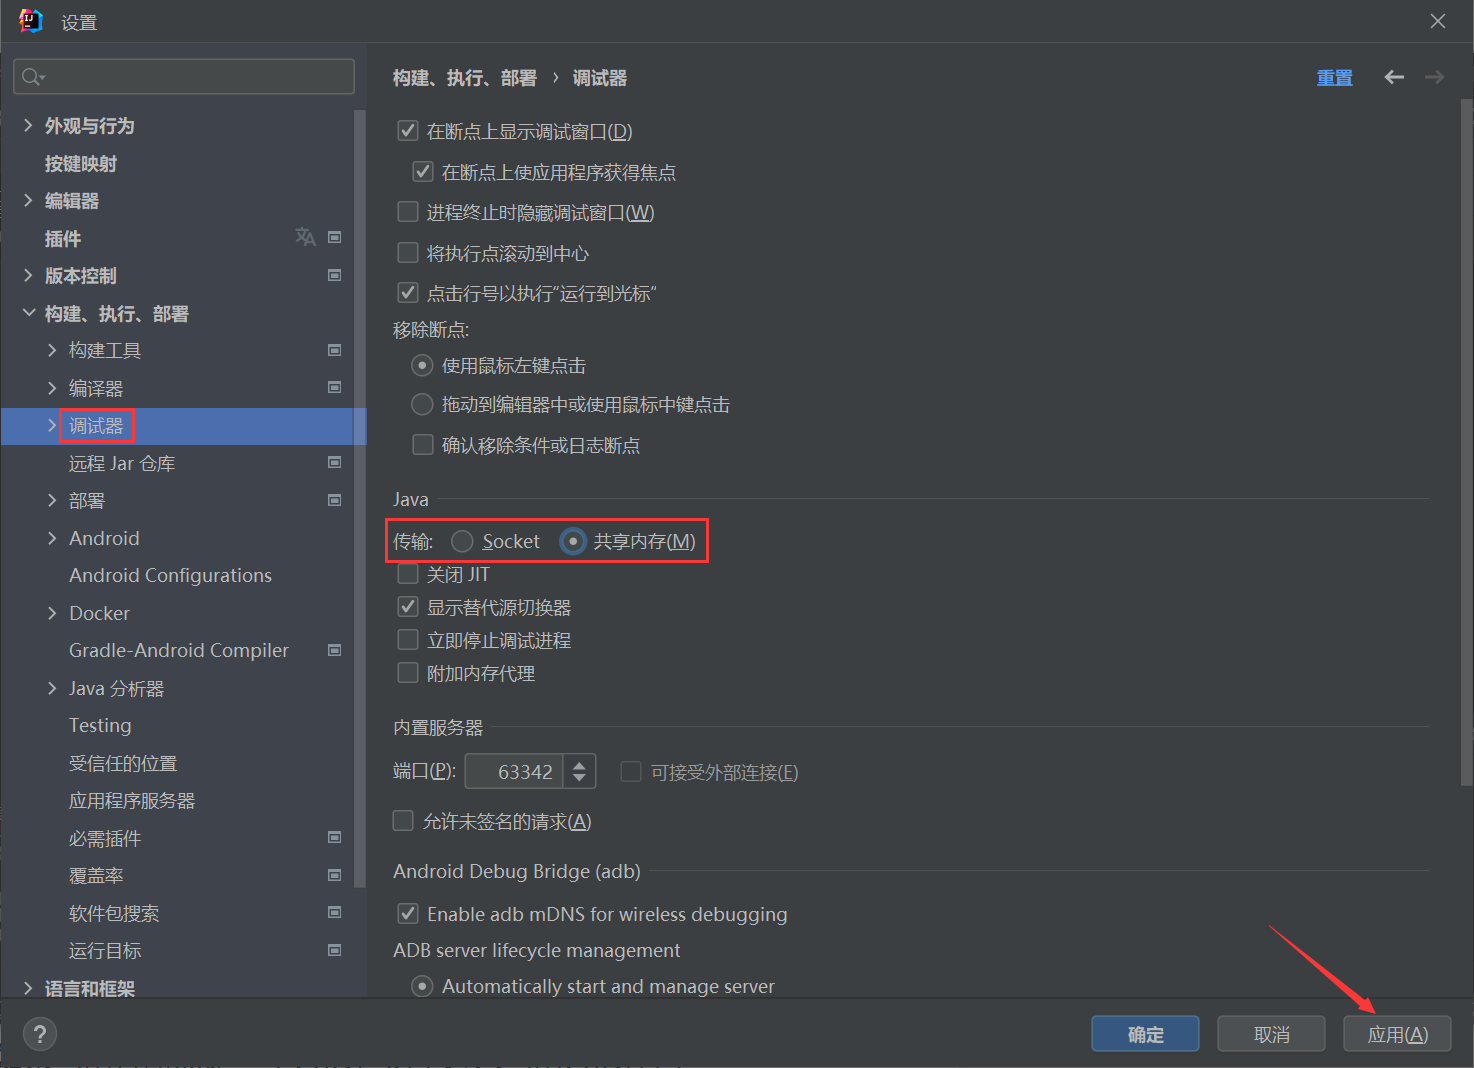 设置
外观与行为
按键映射
编辑器
插件
版本控制
构建、执行、部署
构建工具
编译器
调试器
远程 Jar 仓库
部署
Android
Android Configurations
Docker
Gradle-Android Compiler
Java 分析器
Testing
受信任的位置
应用程序服务器
必需插件
覆盖率
软件包搜索
运行目标
语言和框架
构建、执行、部署 › 调试器
重置
在断点上显示调试窗口(D)
在断点上使应用程序获得焦点
进程终止时隐藏调试窗口(W)
将执行点滚动到中心
点击行号以执行“运行到光标”
移除断点:
使用鼠标左键点击
拖动到编辑器中或使用鼠标中键点击
确认移除条件或日志断点
Java
传输: Socket 共享内存(M)
关闭 JIT
显示替代源切换器
立即停止调试进程
附加内存代理
内置服务器
端口(P): 63342 可接受外部连接(E)
允许未签名的请求(A)
Android Debug Bridge (adb)
Enable adb mDNS for wireless debugging
ADB server lifecycle management
Automatically start and manage server
? 确定 取消 应用(A)